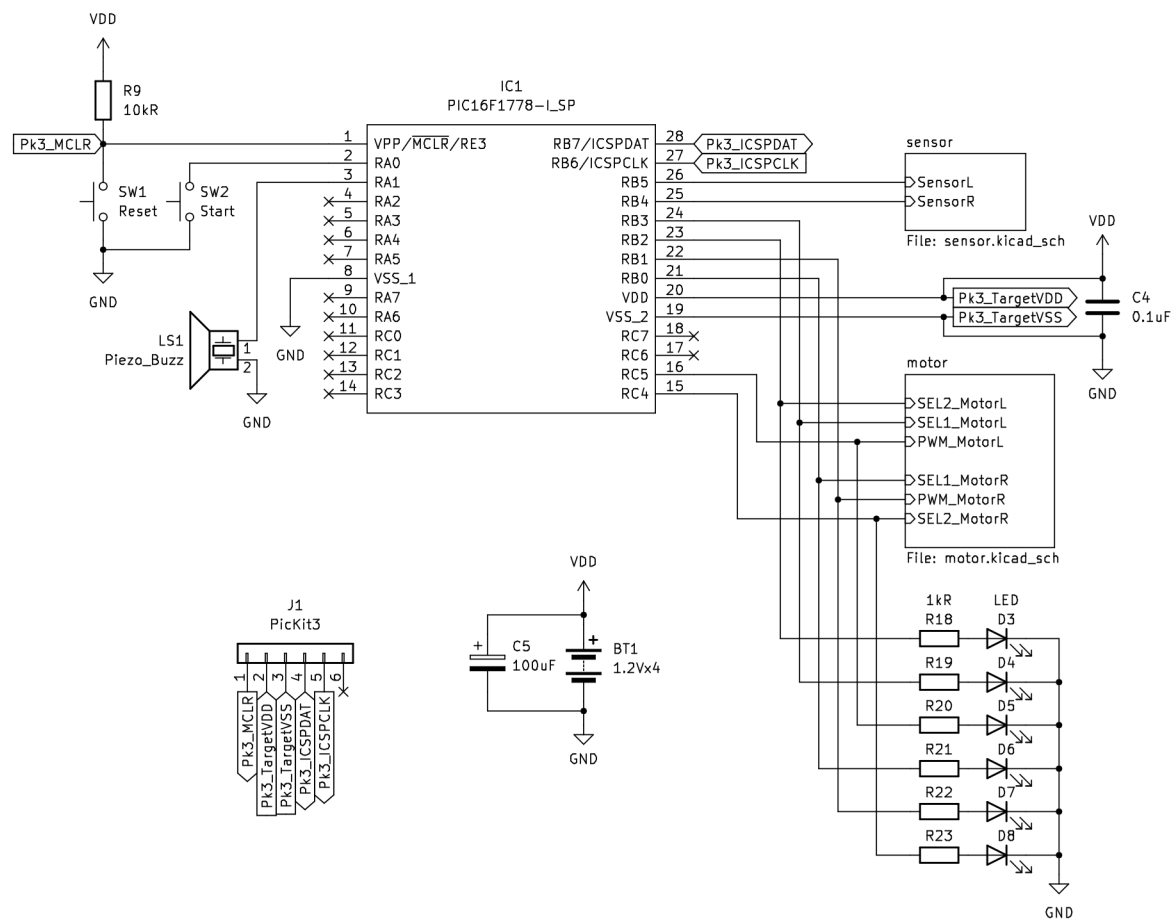 VDD
R9
10kR
Pk3_MCLR
SW1
Reset
SW2
Start
GND
IC1
PIC16F1778-I_SP
1 VPP/MCLR/RE3
2 RA0
3 RA1
4 RA2
5 RA3
6 RA4
7 RA5
8 VSS_1
9 RA7
10 RA6
11 RC0
12 RC1
13 RC2
14 RC3
RB7/ICSPDAT 28 Pk3_ICSPDAT
RB6/ICSPCLK 27 Pk3_ICSPCLK
RB5 26
RB4 25
RB3 24
RB2 23
RB1 22
RB0 21
VDD 20 Pk3_TargetVDD
VSS_2 19 Pk3_TargetVSS
RC7 18
RC6 17
RC5 16
RC4 15
GND
LS1
Piezo_Buzz
1
2
GND
sensor
SensorL
SensorR
File: sensor.kicad_sch
VDD
C4
0.1uF
GND
motor
SEL2_MotorL
SEL1_MotorL
PWM_MotorL
SEL1_MotorR
PWM_MotorR
SEL2_MotorR
File: motor.kicad_sch
J1
PicKit3
1 2 3 4 5 6
Pk3_MCLR
Pk3_TargetVDD
Pk3_TargetVSS
Pk3_ICSPDAT
Pk3_ICSPCLK
VDD
+
C5
100uF
+
BT1
1.2Vx4
GND
1kR LED
R18 D3
R19 D4
R20 D5
R21 D6
R22 D7
R23 D8
GND